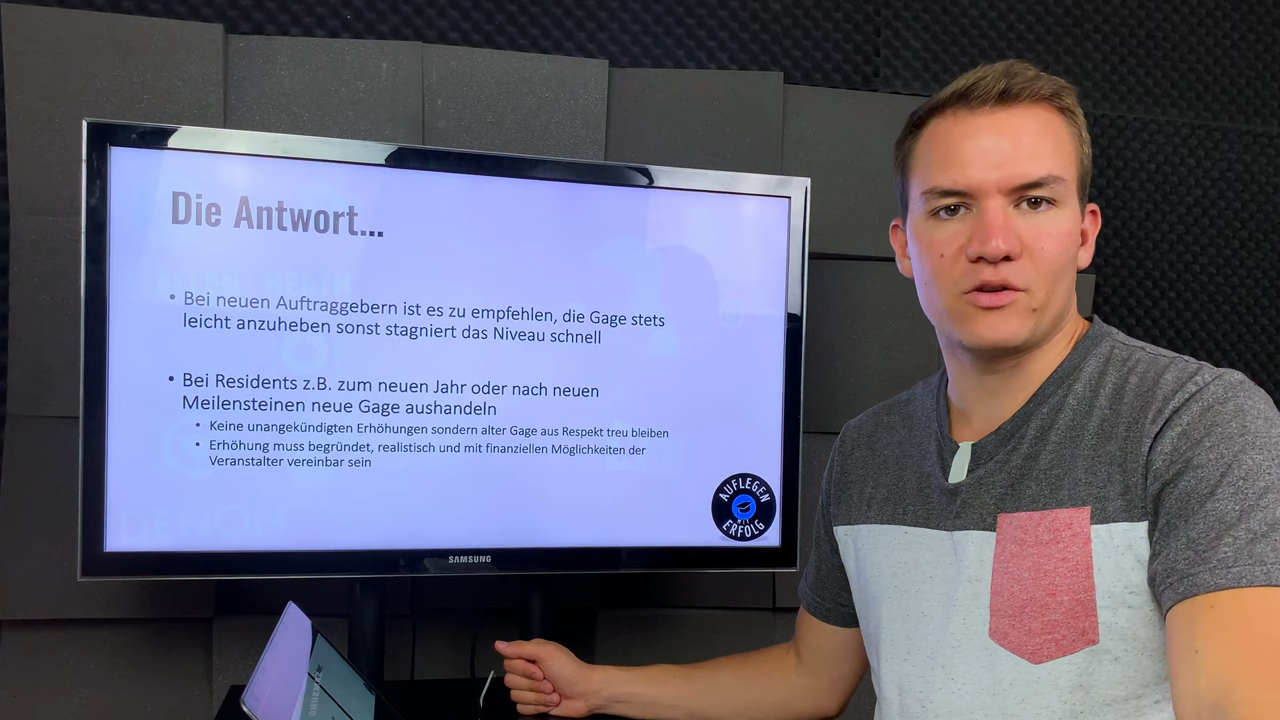 Die Antwort...
• Bei neuen Auftraggebern ist es zu empfehlen, die Gage stets
leicht anzuheben sonst stagniert das Niveau schnell
• Bei Residents z.B. zum neuen Jahr oder nach neuen
Meilensteinen neue Gage aushandeln
• Keine unangekündigten Erhöhungen sondern alter Gage aus Respekt treu bleiben
• Erhöhung muss begründet, realistisch und mit finanziellen Möglichkeiten der
Veranstalter vereinbar sein
AUFLEGEN
MIT
ERFOLG
SAMSUNG